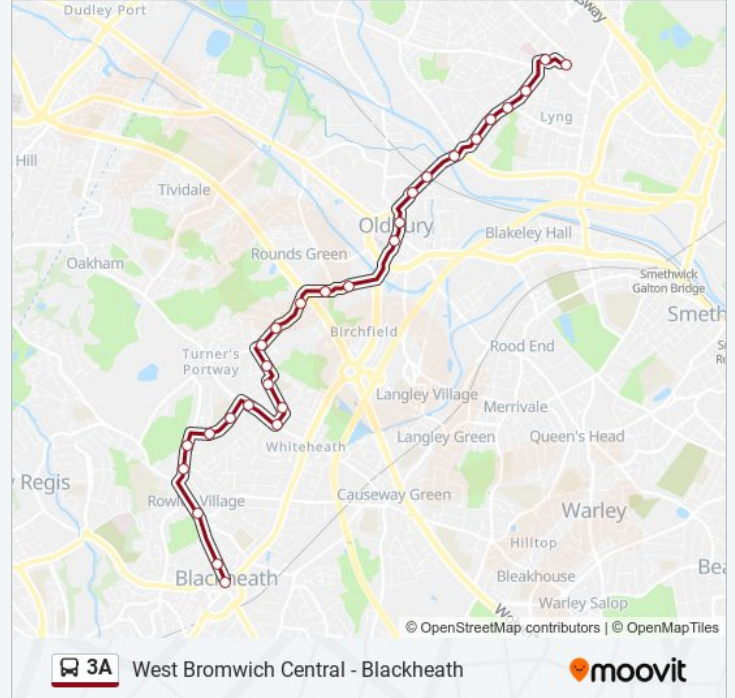 Dudley Port
sway
Lyng
Hill
Tividale
Oldbury
Blakeley Hall
Rounds Green
Oakham
Smethwick
Galton Bridge
Smeth
Birchfield
Turner's
Portway
Rood End
Langley Village
Merrivale
Whiteheath
Langley Green
Queen's Head
Regis
Rowley Village
Causeway Green
Warley
Hilltop
Blackheath
Bleakhouse
Bea
Warley Salop
© OpenStreetMap contributors | © OpenMapTiles
3A West Bromwich Central - Blackheath
moovit